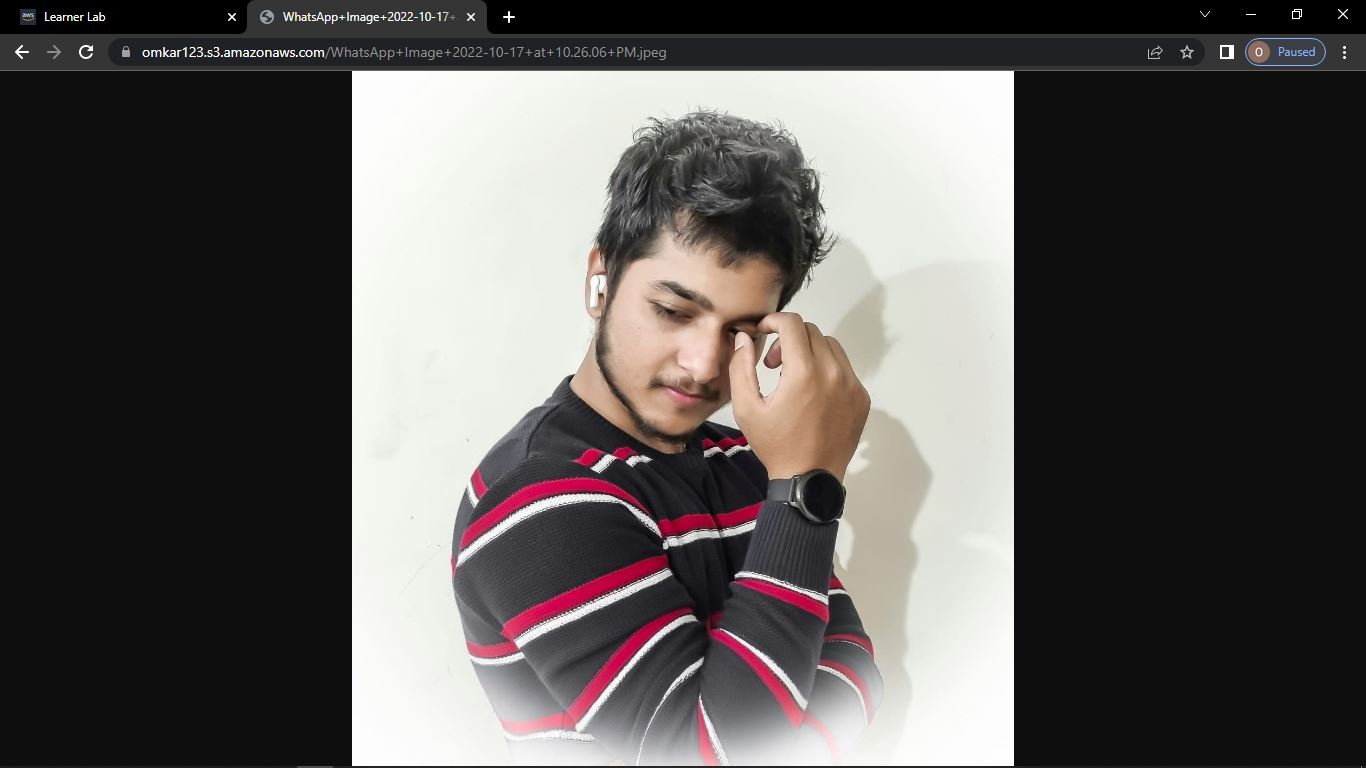 aws Learner Lab
WhatsApp+Image+2022-10-17+
omkar123.s3.amazonaws.com/WhatsApp+Image+2022-10-17+at+10.26.06+PM.jpeg
O Paused